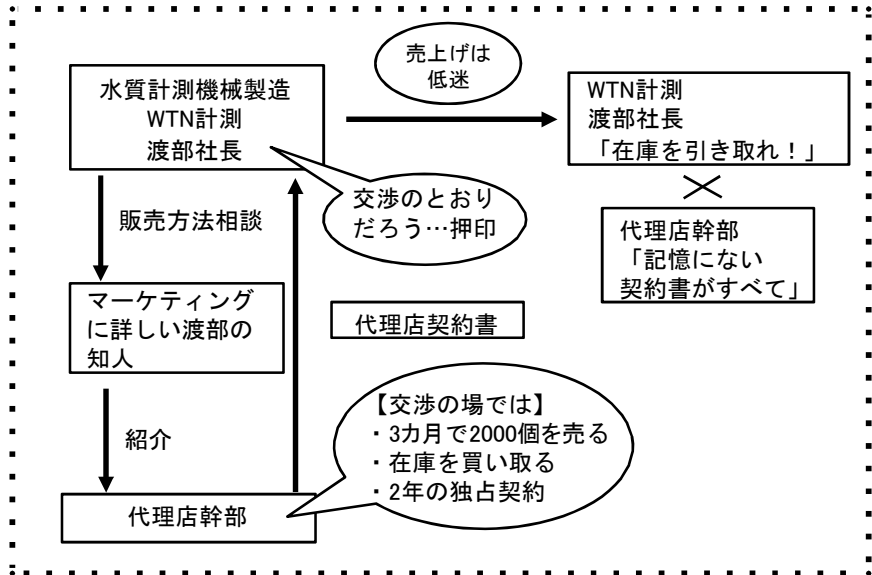 売上げは
低迷
水質計測機械製造
WTN計測
渡部社長
WTN計測
渡部社長
「在庫を引き取れ！」
交渉のとおり
だろう…押印
販売方法相談
代理店幹部
「記憶にない
契約書がすべて」
マーケティング
に詳しい渡部の
知人
代理店契約書
紹介
【交渉の場では】
・3カ月で2000個を売る
・在庫を買い取る
・2年の独占契約
代理店幹部